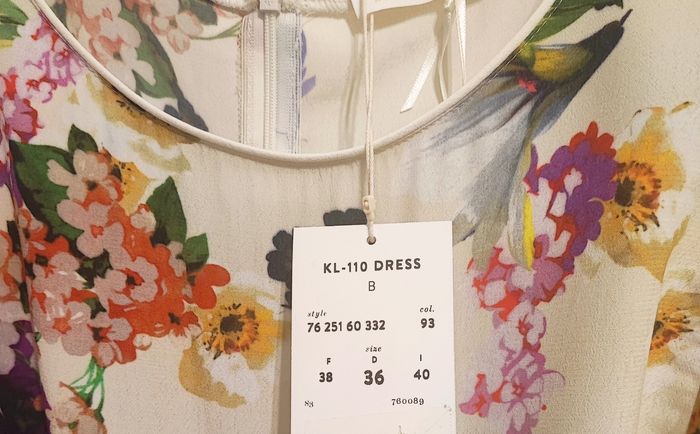 KL-110 DRESS
B
style col.
76 251 60 332 93
size
F D I
38 36 40
83 760089